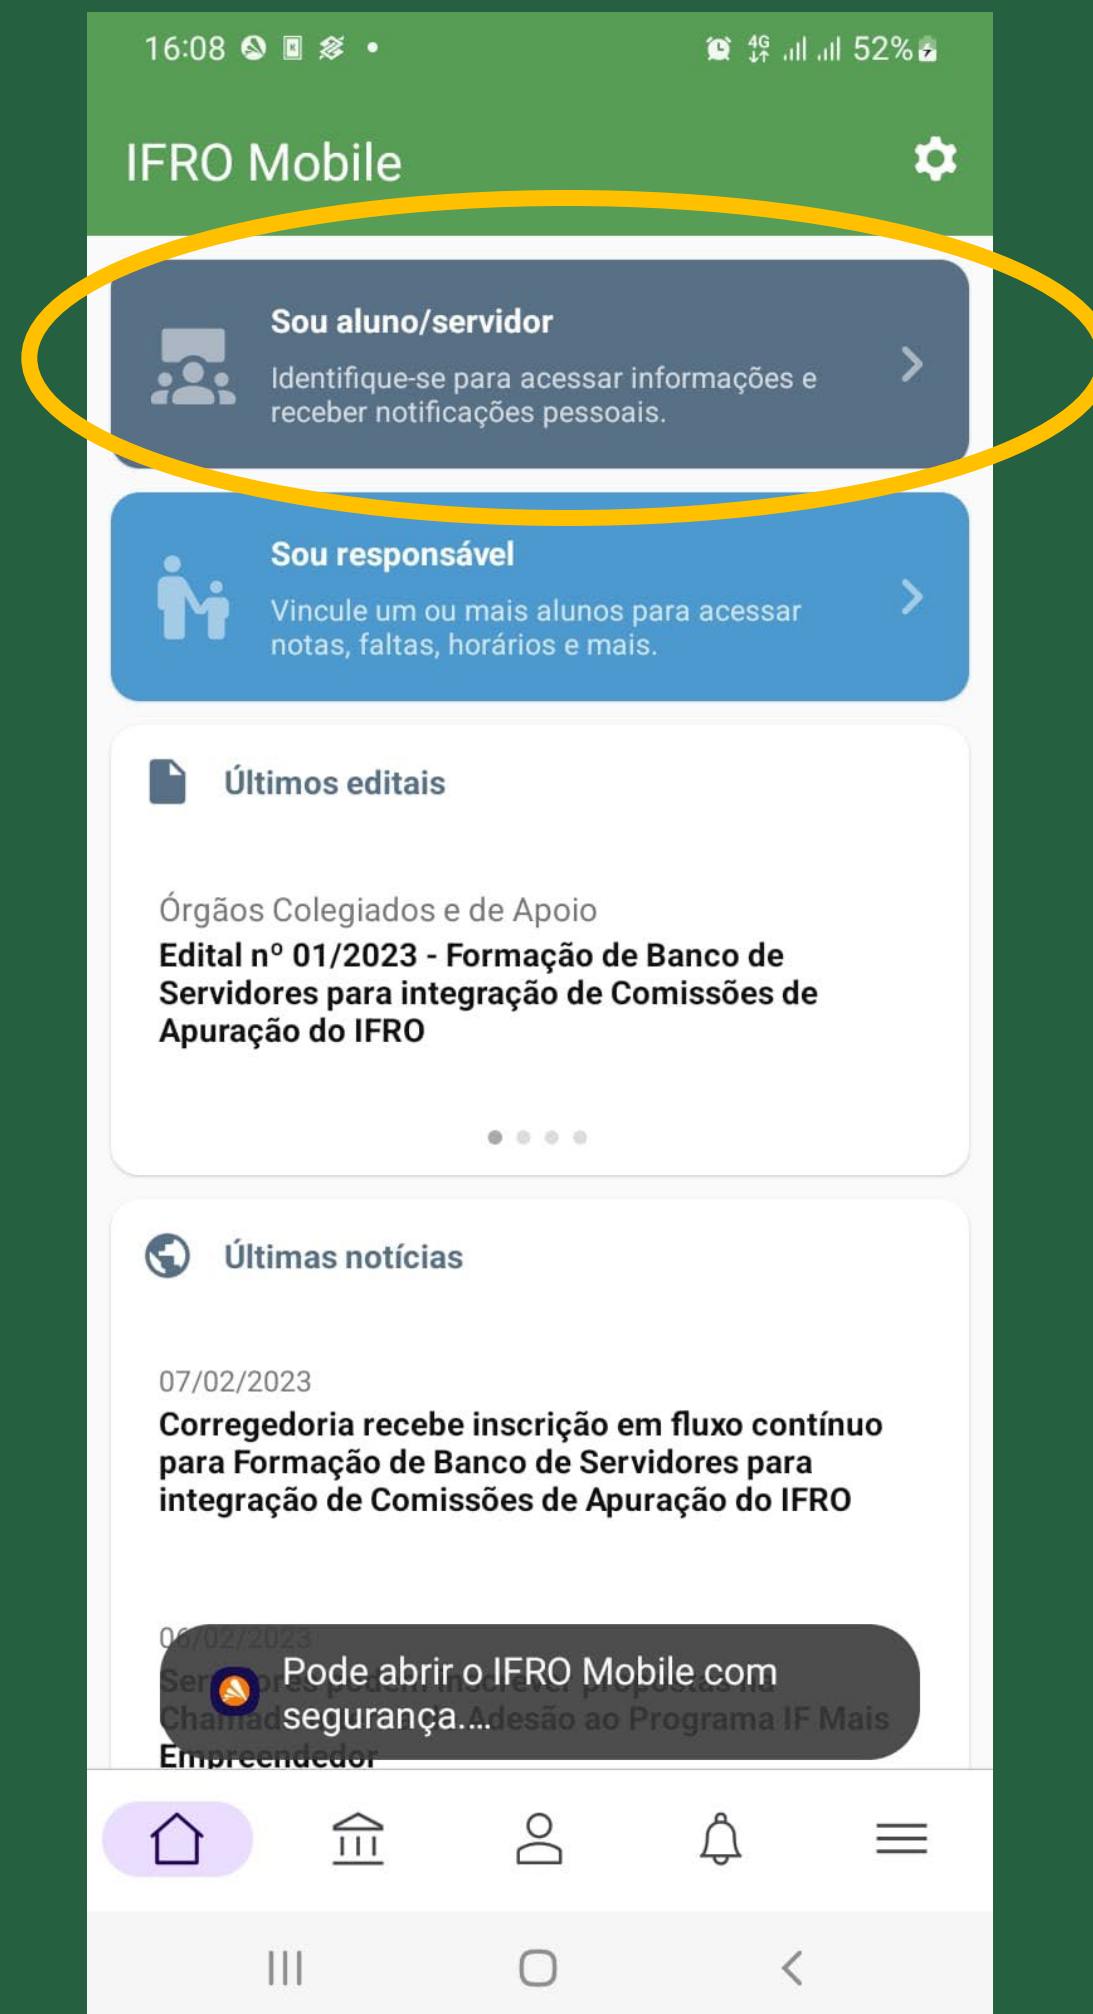 16:08
4G
52%
IFRO Mobile
Sou aluno/servidor
Identifique-se para acessar informações e
receber notificações pessoais.
Sou responsável
Vincule um ou mais alunos para acessar
notas, faltas, horários e mais.
Últimos editais
Órgãos Colegiados e de Apoio
Edital nº 01/2023 - Formação de Banco de
Servidores para integração de Comissões de
Apuração do IFRO
Últimas notícias
07/02/2023
Corregedoria recebe inscrição em fluxo contínuo
para Formação de Banco de Servidores para
integração de Comissões de Apuração do IFRO
06/02/2023
Pode abrir o IFRO Mobile com
segurança....
Adesão ao Programa IF Mais
Empreendedor